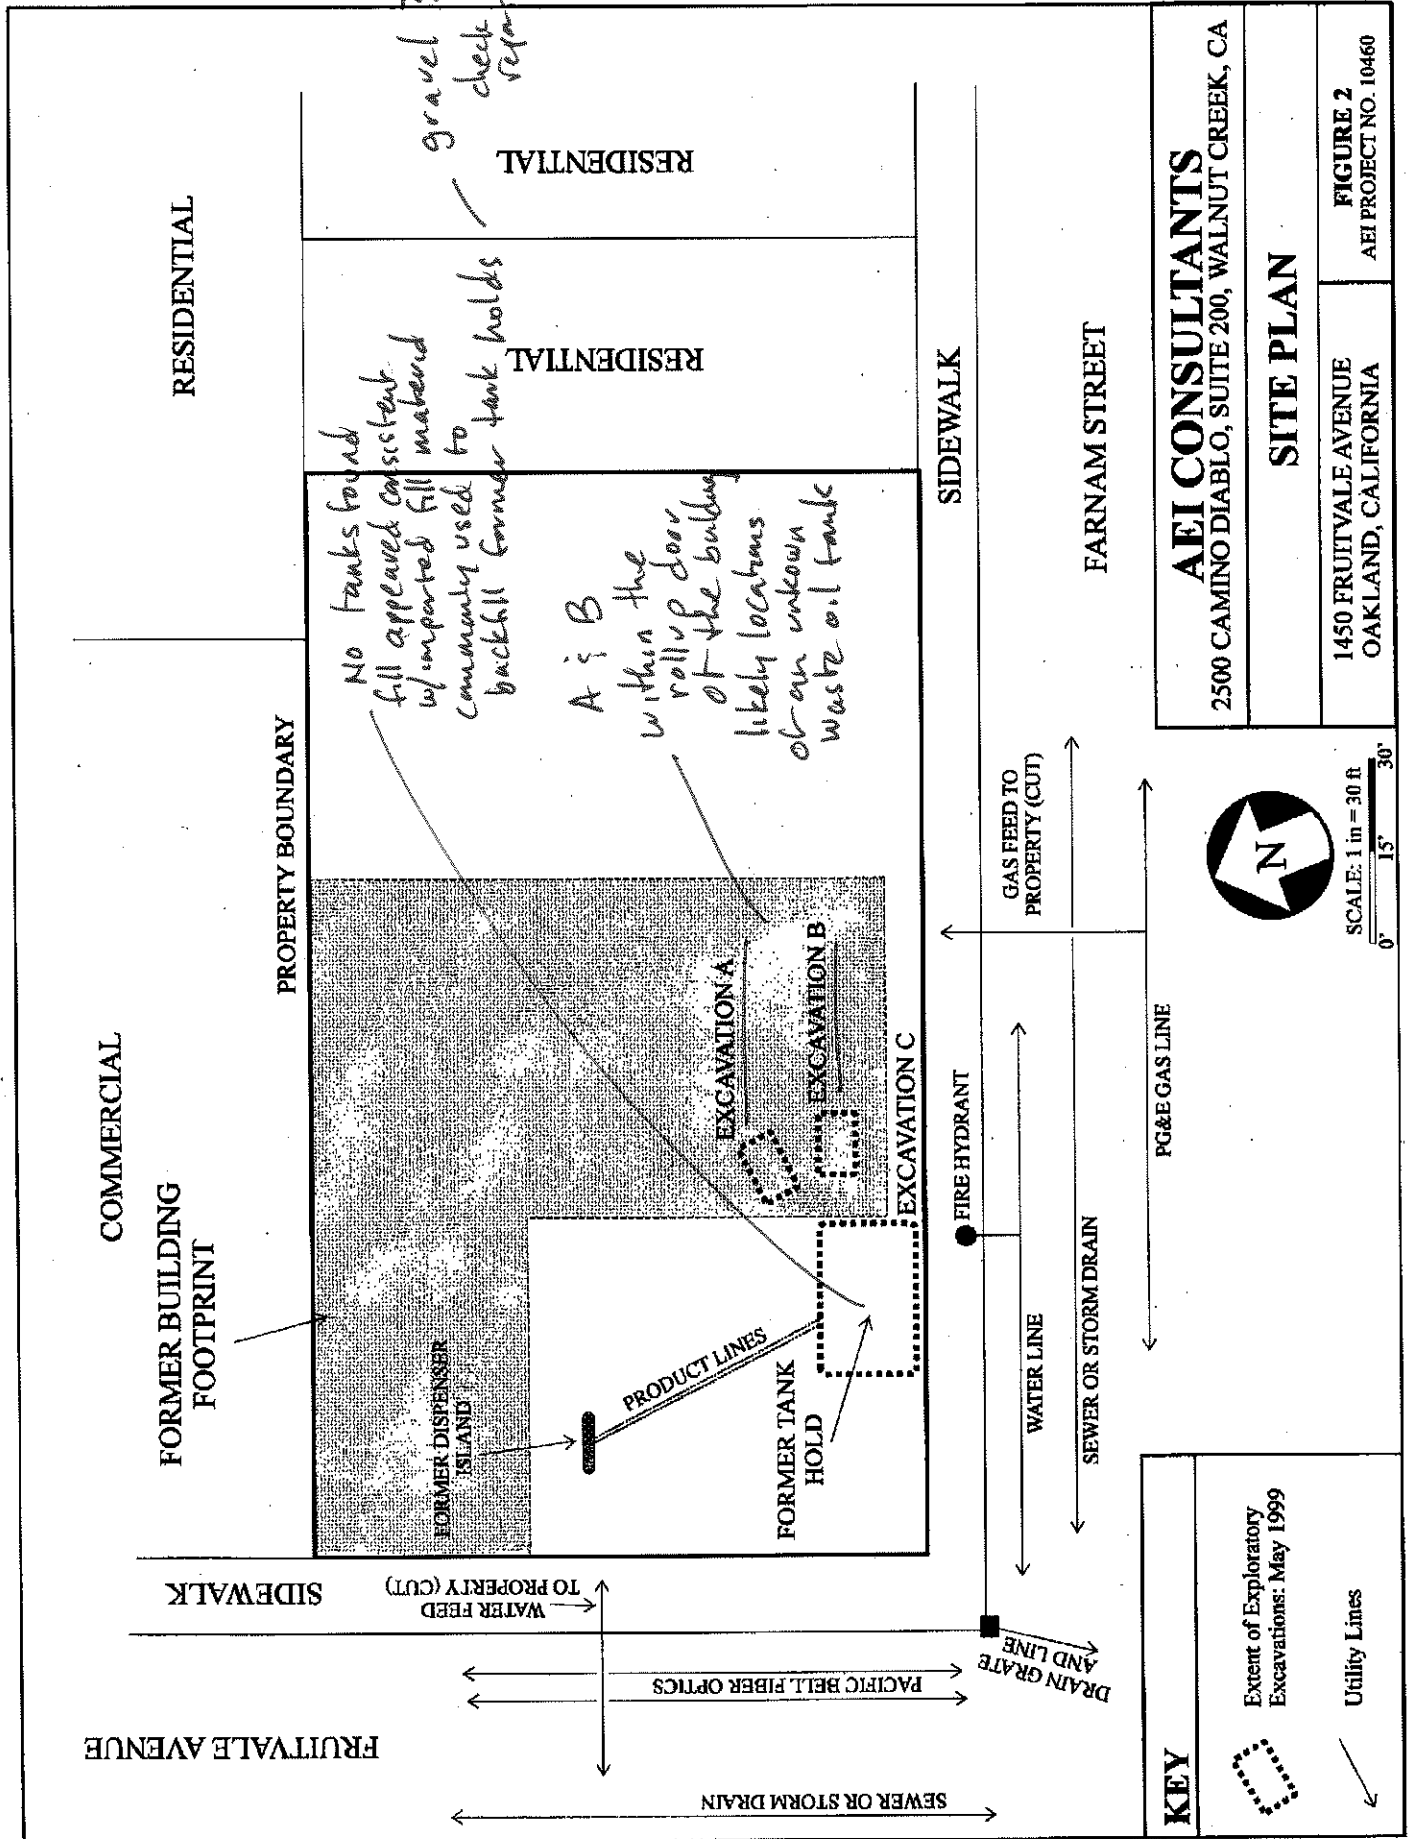 COMMERCIAL
RESIDENTIAL
FORMER BUILDING
FOOTPRINT
PROPERTY BOUNDARY
No tanks found
fill appeared consistent
w/imported fill material
commonly used to
backfill former tank holds
gravel
check
A & B
within the
roll up door
of the building
likely locations
of an unkown
waste oil tank
RESIDENTIAL
RESIDENTIAL
FORMER DISPENSER
ISLAND
PRODUCT LINES
FORMER TANK
HOLD
EXCAVATION A
EXCAVATION B
EXCAVATION C
SIDEWALK
WATER FEED
TO PROPERTY (CUT)
FRUITVALE AVENUE
PACIFIC BELL FIBER OPTICS
SEWER OR STORM DRAIN
DRAIN GRATE
AND LINE
SIDEWALK
FIRE HYDRANT
WATER LINE
SEWER OR STORM DRAIN
GAS FEED TO
PROPERTY (CUT)
PG&E GAS LINE
FARNAM STREET
KEY
Extent of Exploratory
Excavations: May 1999
Utility Lines
N
SCALE: 1 in = 30 ft
0' 15' 30'
AEI CONSULTANTS
2500 CAMINO DIABLO, SUITE 200, WALNUT CREEK, CA
SITE PLAN
1450 FRUITVALE AVENUE
OAKLAND, CALIFORNIA
FIGURE 2
AEI PROJECT NO. 10460